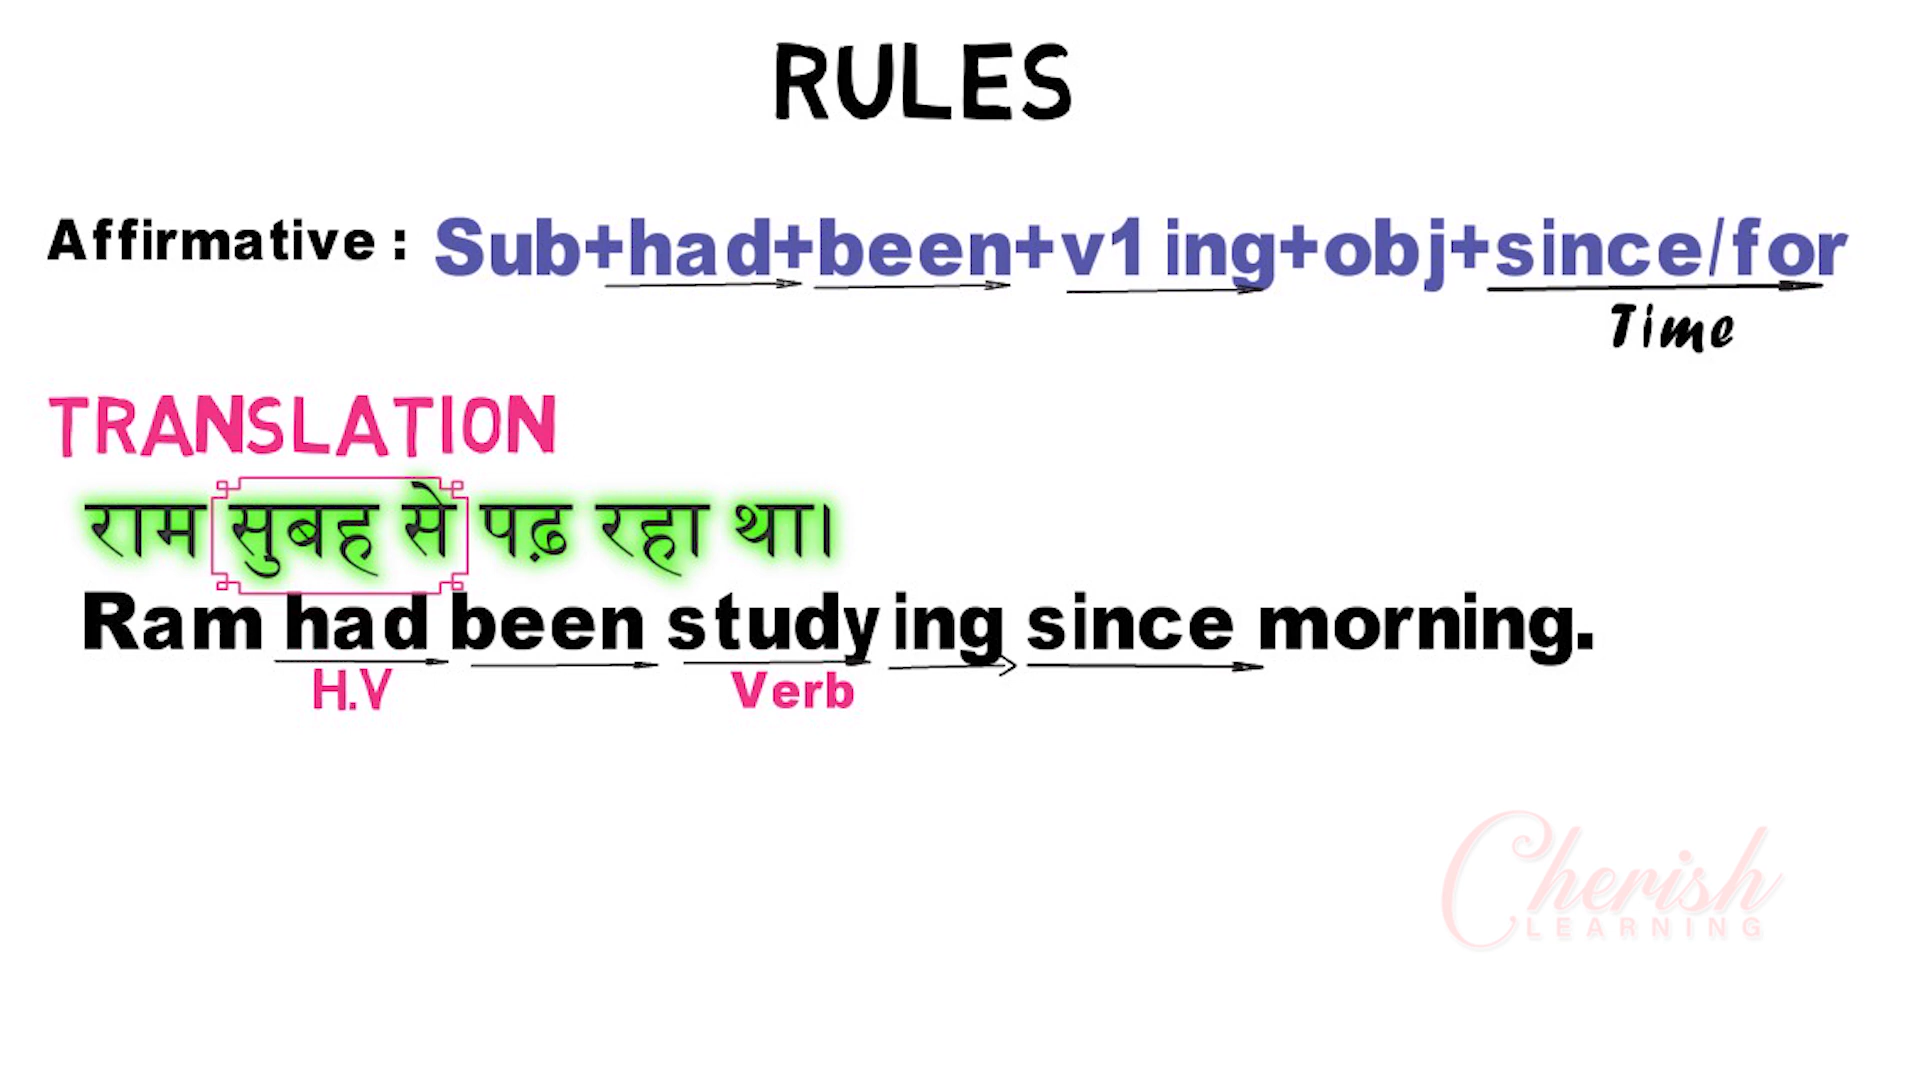 RULES
Affirmative : Sub+had+been+v1 ing+obj+since/for
Time
TRANSLATION
राम सुबह से पढ़ रहा था।
Ram had been studying since morning.
H.V Verb
Cherish
LEARNING